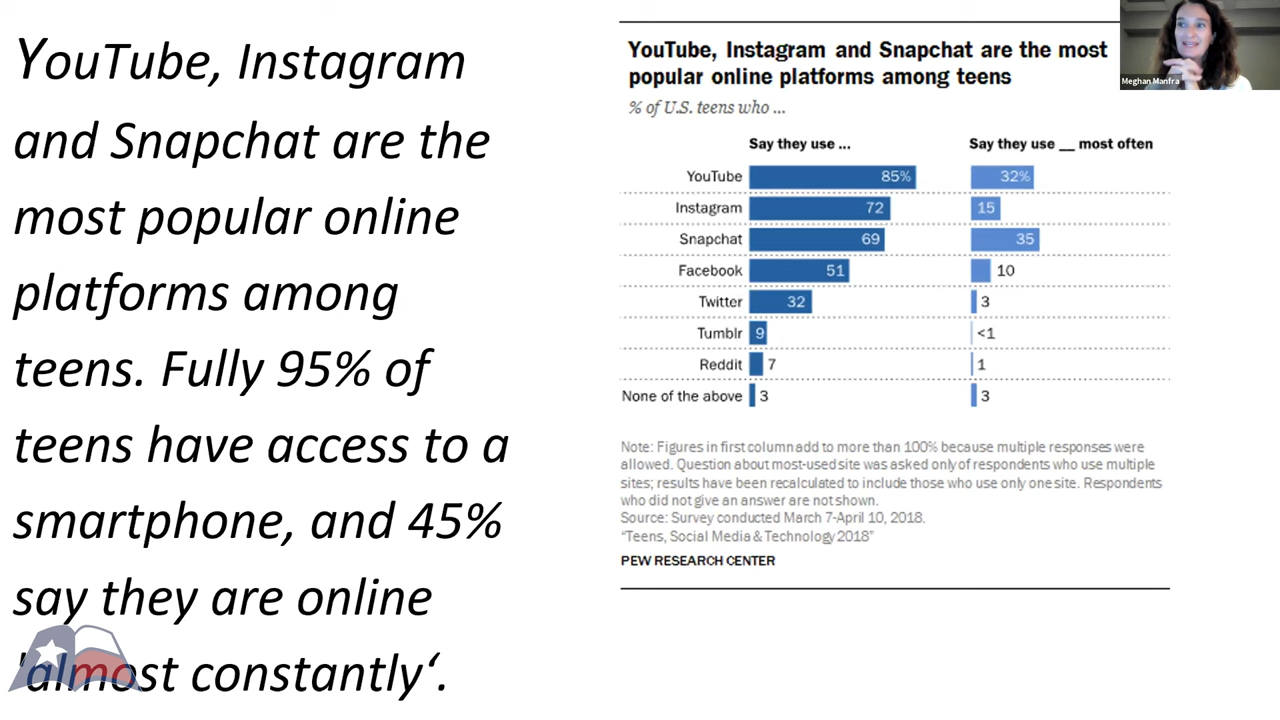 YouTube, Instagram
and Snapchat are the
most popular online
platforms among
teens. Fully 95% of
teens have access to a
smartphone, and 45%
say they are online
'almost constantly‘.
YouTube, Instagram and Snapchat are the most
popular online platforms among teens
% of U.S. teens who ...
Say they use ... Say they use __ most often
YouTube 85% 32%
Instagram 72 15
Snapchat 69 35
Facebook 51 10
Twitter 32 3
Tumblr 9 <1
Reddit 7 1
None of the above 3 3
Note: Figures in first column add to more than 100% because multiple responses were
allowed. Question about most-used site was asked only of respondents who use multiple
sites; results have been recalculated to include those who use only one site. Respondents
who did not give an answer are not shown.
Source: Survey conducted March 7-April 10, 2018.
"Teens, Social Media & Technology 2018"
PEW RESEARCH CENTER
Meghan Manfra